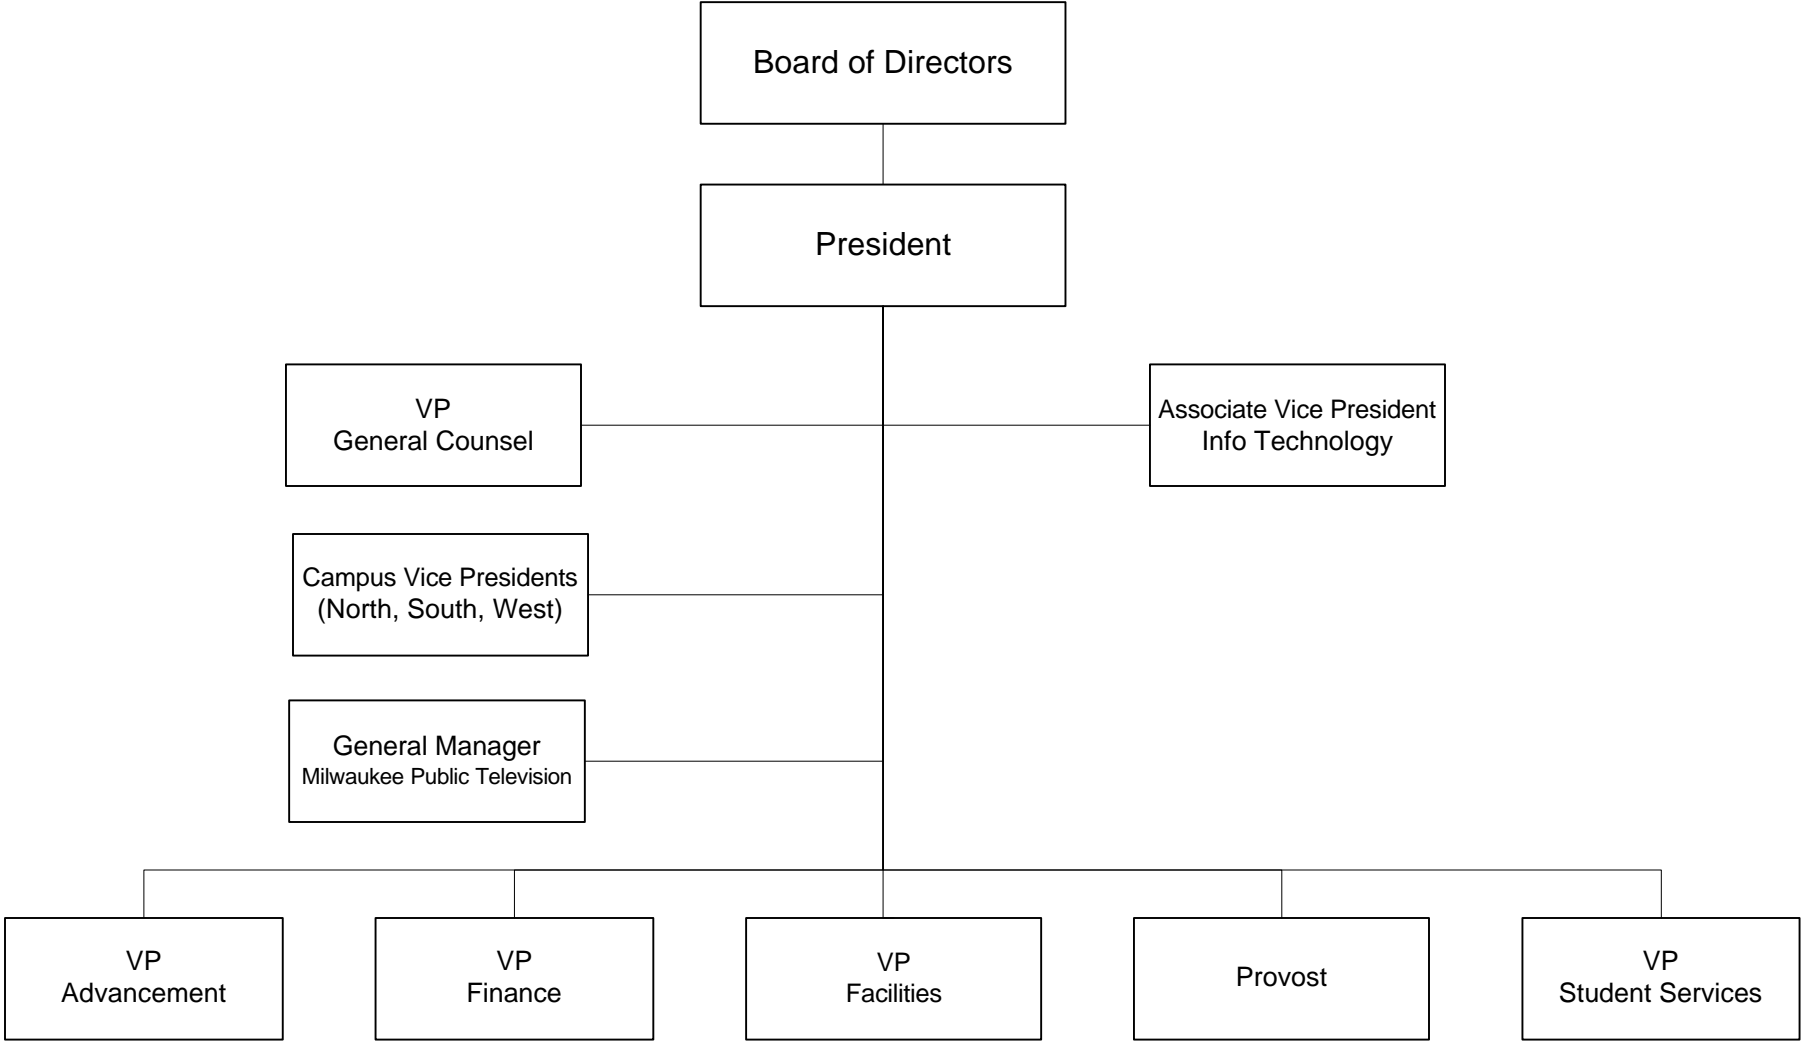 Board of Directors
President
VP
General Counsel
Associate Vice President
Info Technology
Campus Vice Presidents
(North, South, West)
General Manager
Milwaukee Public Television
VP
Advancement
VP
Finance
VP
Facilities
Provost
VP
Student Services